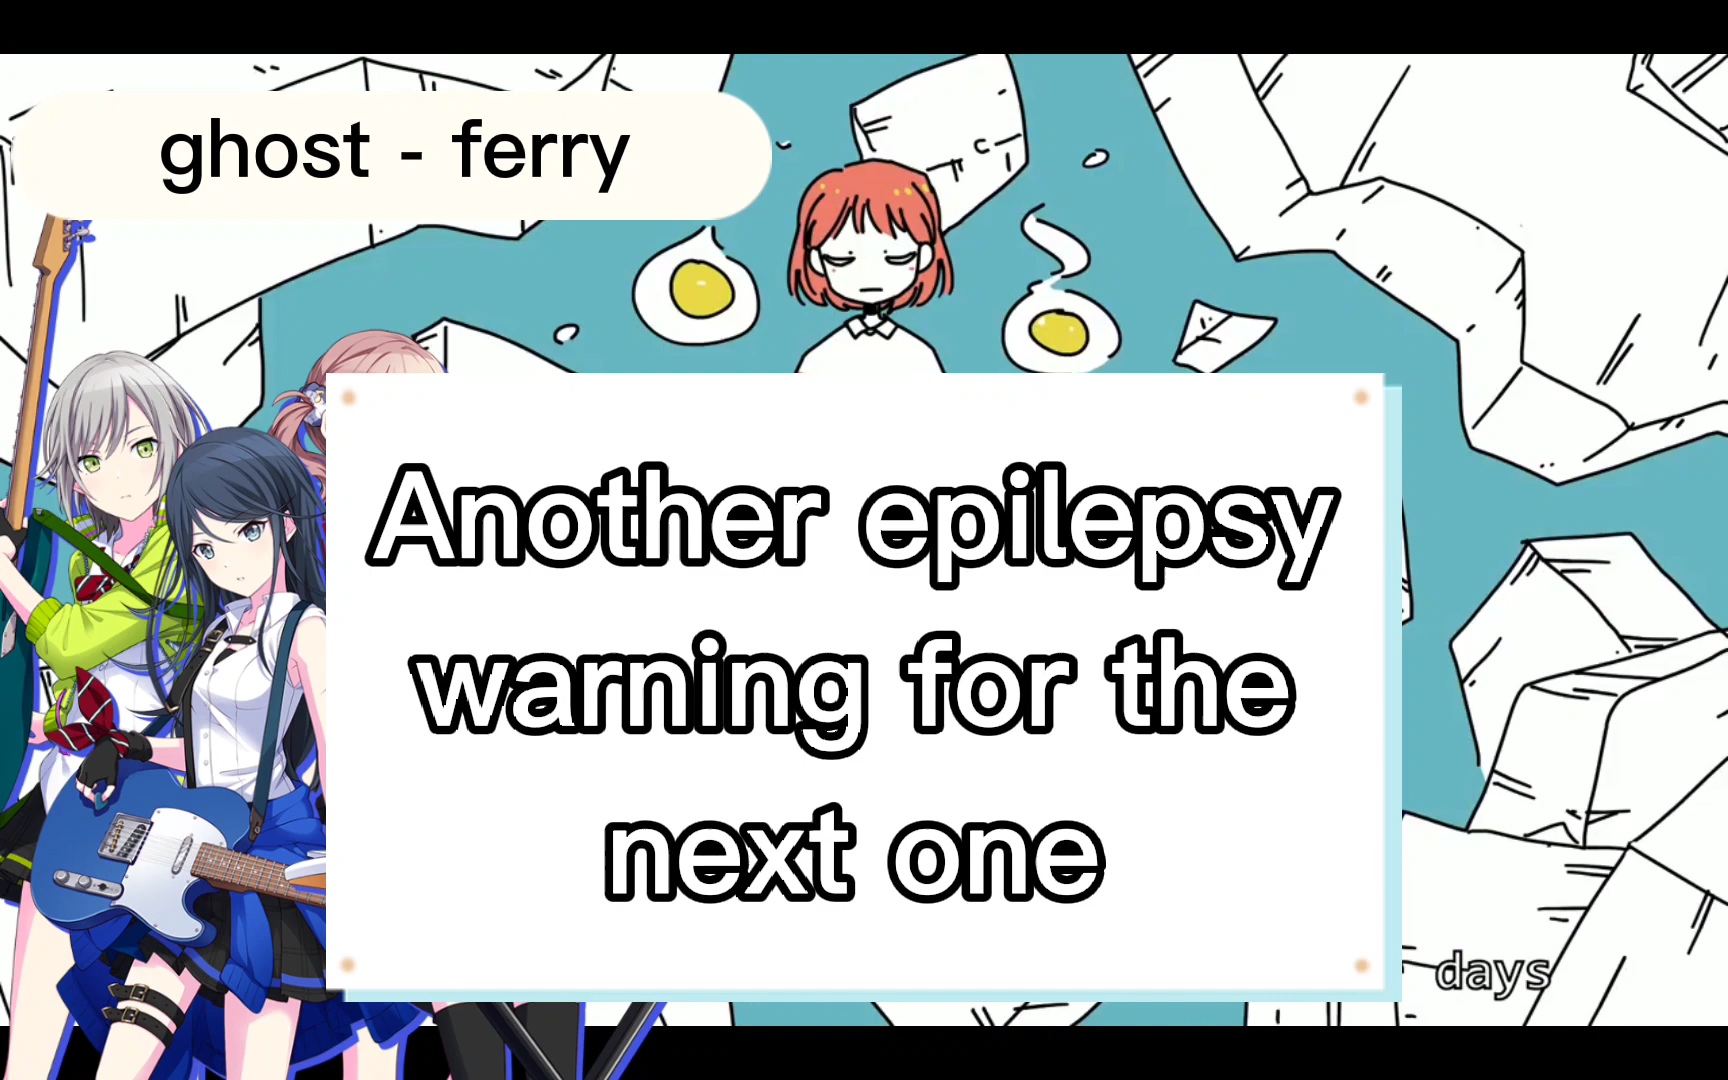 ghost - ferry
Another epilepsy
warning for the
next one
days